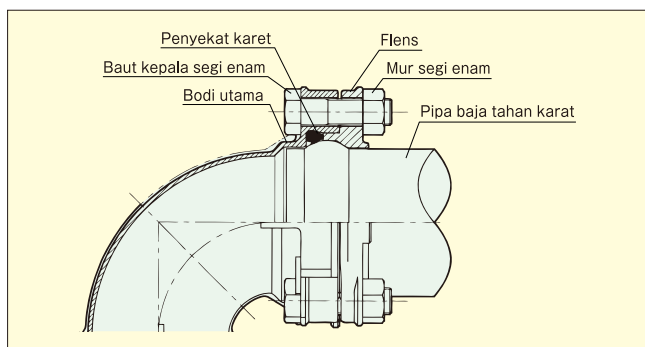 Penyekat karet
Flens
Baut kepala segi enam
Mur segi enam
Bodi utama
Pipa baja tahan karat